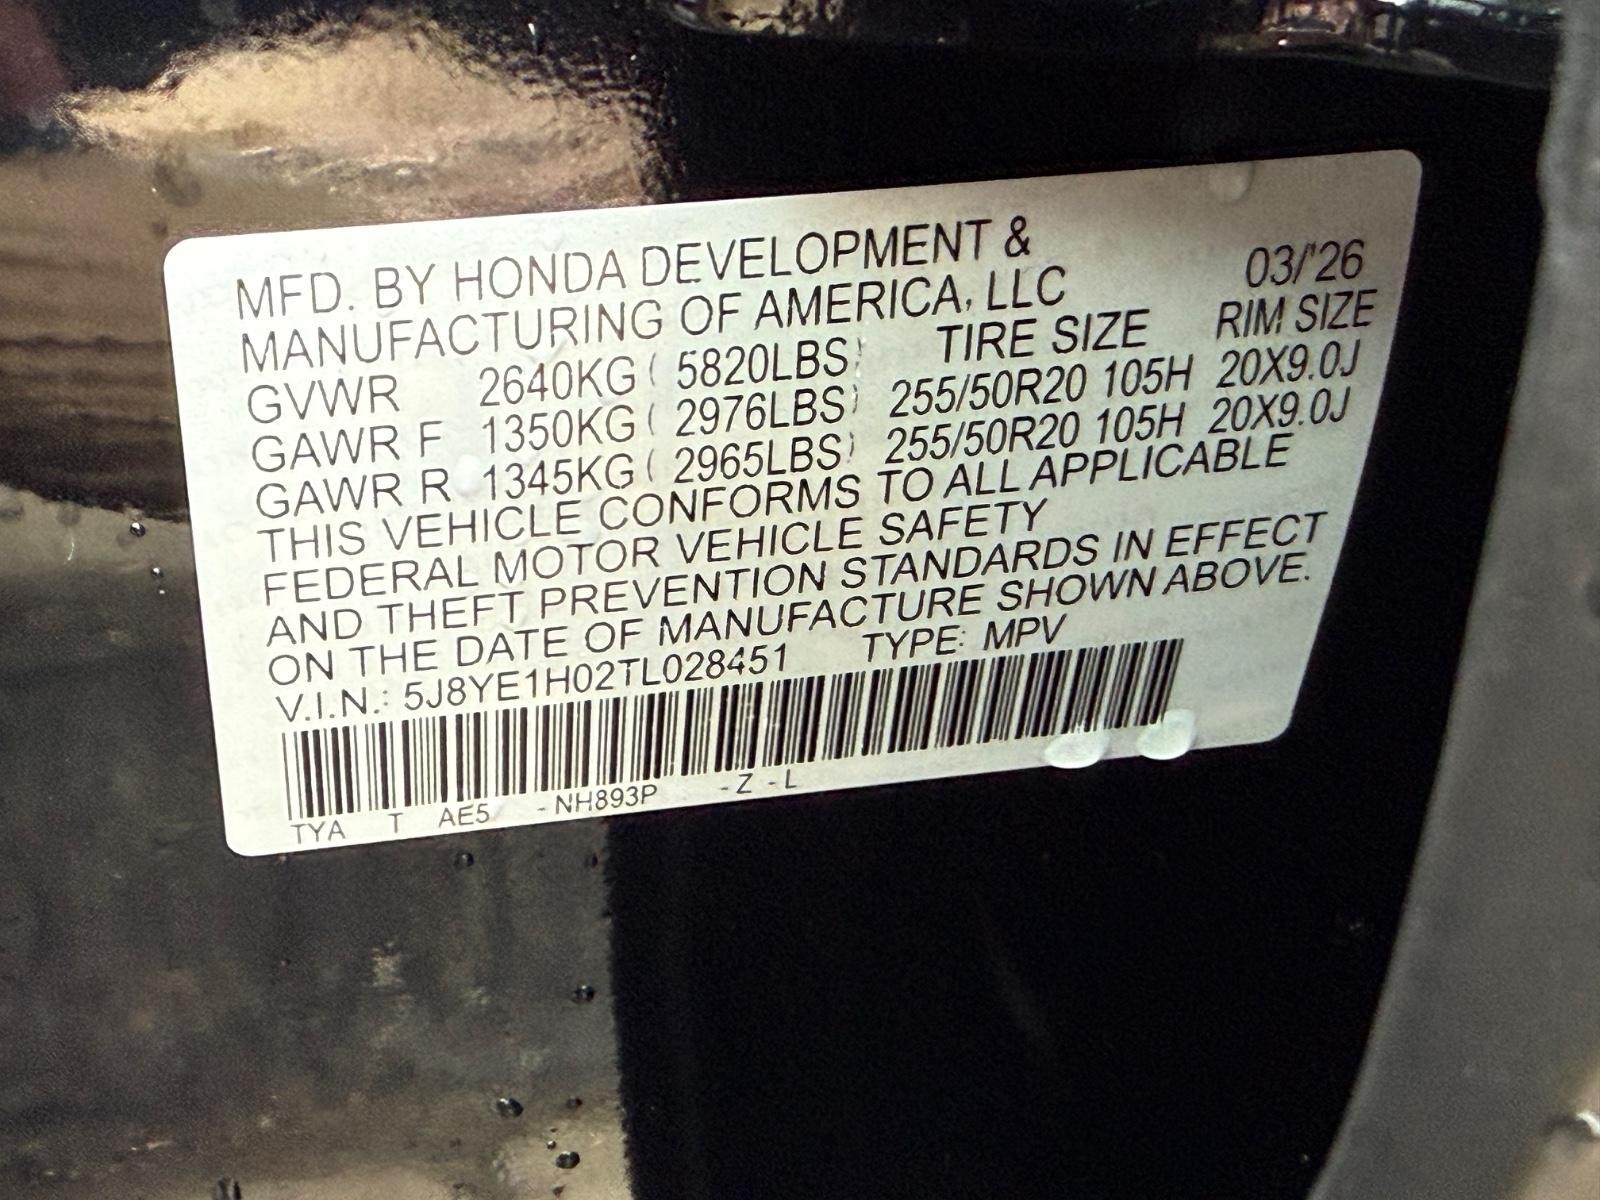 MFD. BY HONDA DEVELOPMENT &
MANUFACTURING OF AMERICA, LLC 03/'26
GVWR 2640KG ( 5820LBS) TIRE SIZE RIM SIZE
GAWR F 1350KG ( 2976LBS) 255/50R20 105H 20X9.0J
GAWR R 1345KG ( 2965LBS) 255/50R20 105H 20X9.0J
THIS VEHICLE CONFORMS TO ALL APPLICABLE
FEDERAL MOTOR VEHICLE SAFETY
AND THEFT PREVENTION STANDARDS IN EFFECT
ON THE DATE OF MANUFACTURE SHOWN ABOVE.
V.I.N.: 5J8YE1H02TL028451 TYPE: MPV
TYA T AE5 -NH893P -Z -L